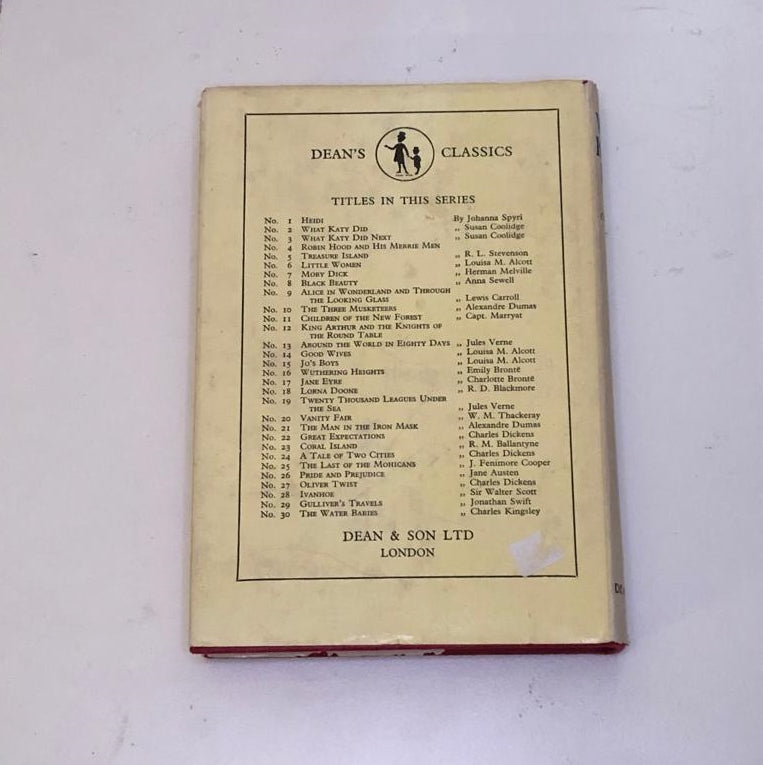 DEAN'S CLASSICS
TITLES IN THIS SERIES
No. 1 HEIDI By Johanna Spyri
No. 2 WHAT KATY DID „ Susan Coolidge
No. 3 WHAT KATY DID NEXT „ Susan Coolidge
No. 4 ROBIN HOOD AND HIS MERRIE MEN
No. 5 TREASURE ISLAND „ R. L. Stevenson
No. 6 LITTLE WOMEN „ Louisa M. Alcott
No. 7 MOBY DICK „ Herman Melville
No. 8 BLACK BEAUTY „ Anna Sewell
No. 9 ALICE IN WONDERLAND AND THROUGH
THE LOOKING GLASS „ Lewis Carroll
No. 10 THE THREE MUSKETEERS „ Alexandre Dumas
No. 11 CHILDREN OF THE NEW FOREST „ Capt. Marryat
No. 12 KING ARTHUR AND THE KNIGHTS OF
THE ROUND TABLE
No. 13 AROUND THE WORLD IN EIGHTY DAYS „ Jules Verne
No. 14 GOOD WIVES „ Louisa M. Alcott
No. 15 JO'S BOYS „ Louisa M. Alcott
No. 16 WUTHERING HEIGHTS „ Emily Brontë
No. 17 JANE EYRE „ Charlotte Brontë
No. 18 LORNA DOONE „ R. D. Blackmore
No. 19 TWENTY THOUSAND LEAGUES UNDER
THE SEA „ Jules Verne
No. 20 VANITY FAIR „ W. M. Thackeray
No. 21 THE MAN IN THE IRON MASK „ Alexandre Dumas
No. 22 GREAT EXPECTATIONS „ Charles Dickens
No. 23 CORAL ISLAND „ R. M. Ballantyne
No. 24 A TALE OF TWO CITIES „ Charles Dickens
No. 25 THE LAST OF THE MOHICANS „ J. Fenimore Cooper
No. 26 PRIDE AND PREJUDICE „ Jane Austen
No. 27 OLIVER TWIST „ Charles Dickens
No. 28 IVANHOE „ Sir Walter Scott
No. 29 GULLIVER'S TRAVELS „ Jonathan Swift
No. 30 THE WATER BABIES „ Charles Kingsley
DEAN & SON LTD
LONDON